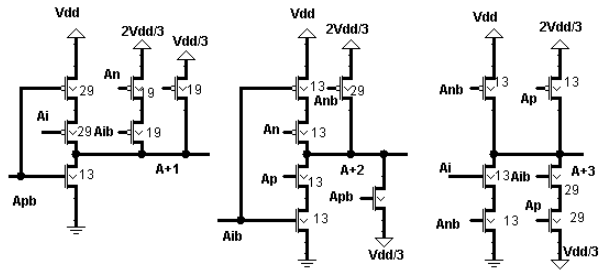 Vdd
2Vdd/3
Vdd/3
An
29
19
19
Ai
29
Aib
19
13
A+1
Apb
Vdd
2Vdd/3
13
Anb
29
An
13
Ap
13
A+2
Apb
13
Aib
Vdd/3
Vdd
2Vdd/3
Anb
13
Ap
13
A+3
Ai
13
Aib
29
Anb
13
Ap
29
Vdd/3